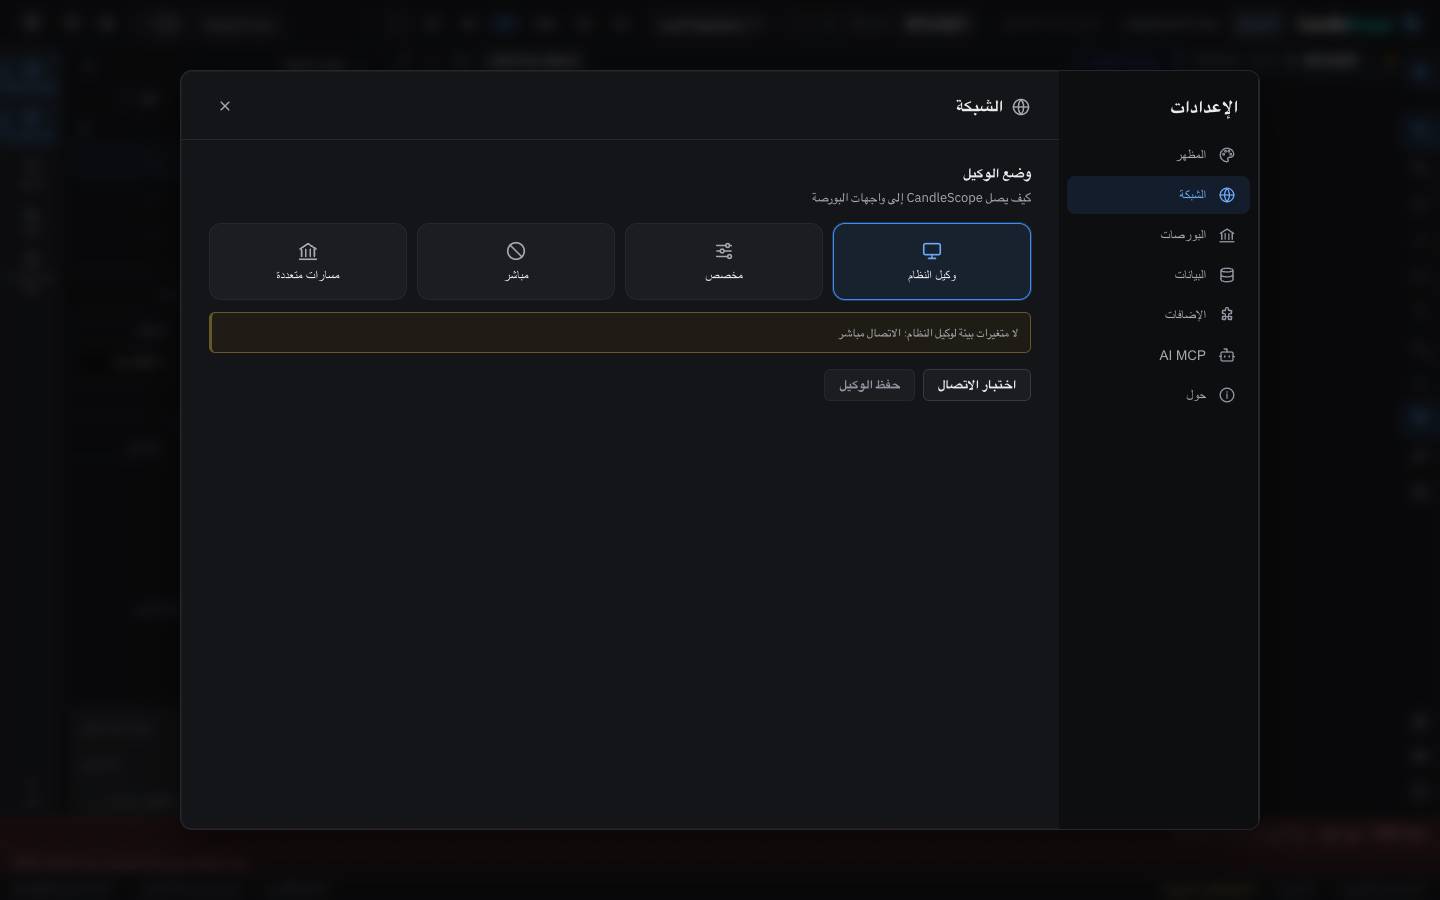 الإعدادات
المظهر
الشبكة
البورصات
البيانات
الإضافات
AI MCP
حول
الشبكة
وضع الوكيل
كيف يصل CandleScope إلى واجهات البورصة
وكيل النظام
مخصص
مباشر
مسارات متعددة
لا متغيرات بيئة لوكيل النظام: الاتصال مباشر
اختبار الاتصال
حفظ الوكيل